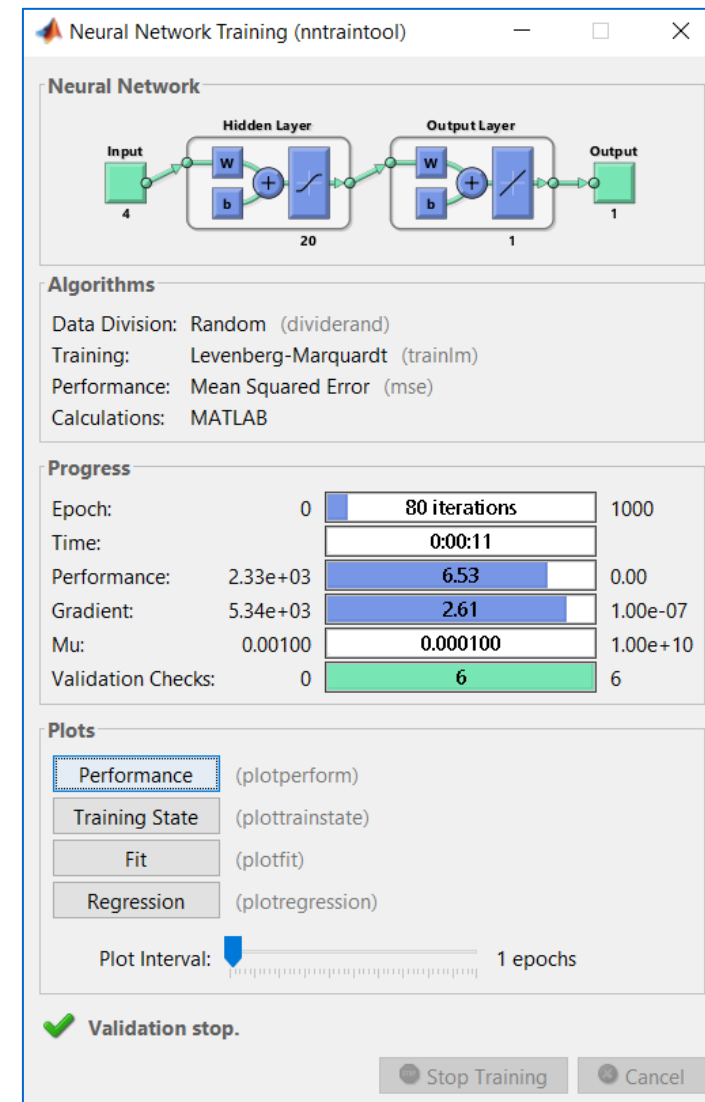 Neural Network Training (nntraintool)
Neural Network
Hidden Layer Output Layer
Input Output
W W
+ +
b b
4 1
20 1
Algorithms
Data Division: Random (dividerand)
Training: Levenberg-Marquardt (trainlm)
Performance: Mean Squared Error (mse)
Calculations: MATLAB
Progress
Epoch: 0 80 iterations 1000
Time: 0:00:11
Performance: 2.33e+03 6.53 0.00
Gradient: 5.34e+03 2.61 1.00e-07
Mu: 0.00100 0.000100 1.00e+10
Validation Checks: 0 6 6
Plots
Performance (plotperform)
Training State (plottrainstate)
Fit (plotfit)
Regression (plotregression)
Plot Interval: 1 epochs
Validation stop.
Stop Training Cancel